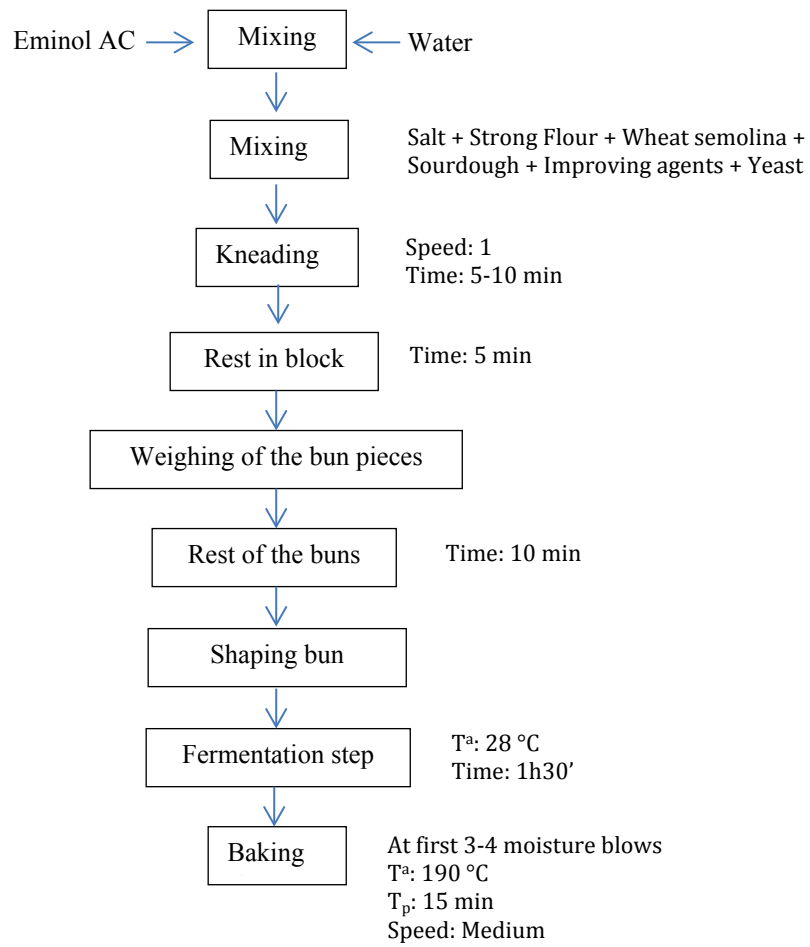 Eminol AC
Mixing
Water
Mixing
Salt + Strong Flour + Wheat semolina +
Sourdough + Improving agents + Yeast
Kneading
Speed: 1
Time: 5-10 min
Rest in block
Time: 5 min
Weighing of the bun pieces
Rest of the buns
Time: 10 min
Shaping bun
Fermentation step
Tª: 28 °C
Time: 1h30’
Baking
At first 3-4 moisture blows
Tª: 190 °C
Tₚ: 15 min
Speed: Medium